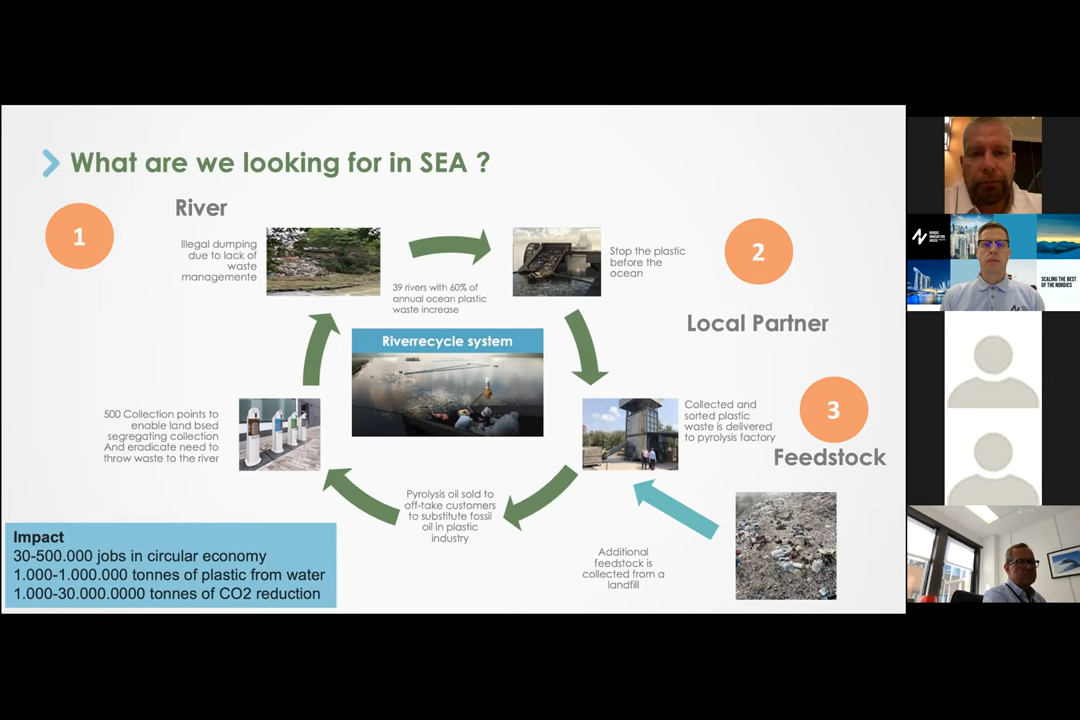 What are we looking for in SEA ?
1
River
Illegal dumping
due to lack of
waste
managemente
39 rivers with 60% of
annual ocean plastic
waste increase
Stop the plastic
before the
ocean
2
Local Partner
Riverrecycle system
500 Collection points to
enable land bsed
segregating collection
And eradicate need to
throw waste to the river
Collected and
sorted plastic
waste is delivered
to pyrolysis factory
3
Feedstock
Pyrolysis oil sold to
off-take customers
to substitute fossil
oil in plastic
industry
Additional
feedstock is
collected from a
landfill
Impact
30-500.000 jobs in circular economy
1.000-1.000.000 tonnes of plastic from water
1.000-30.000.0000 tonnes of CO2 reduction
NORDIC
INNOVATION
HOUSE
SCALING THE BEST
OF THE NORDICS